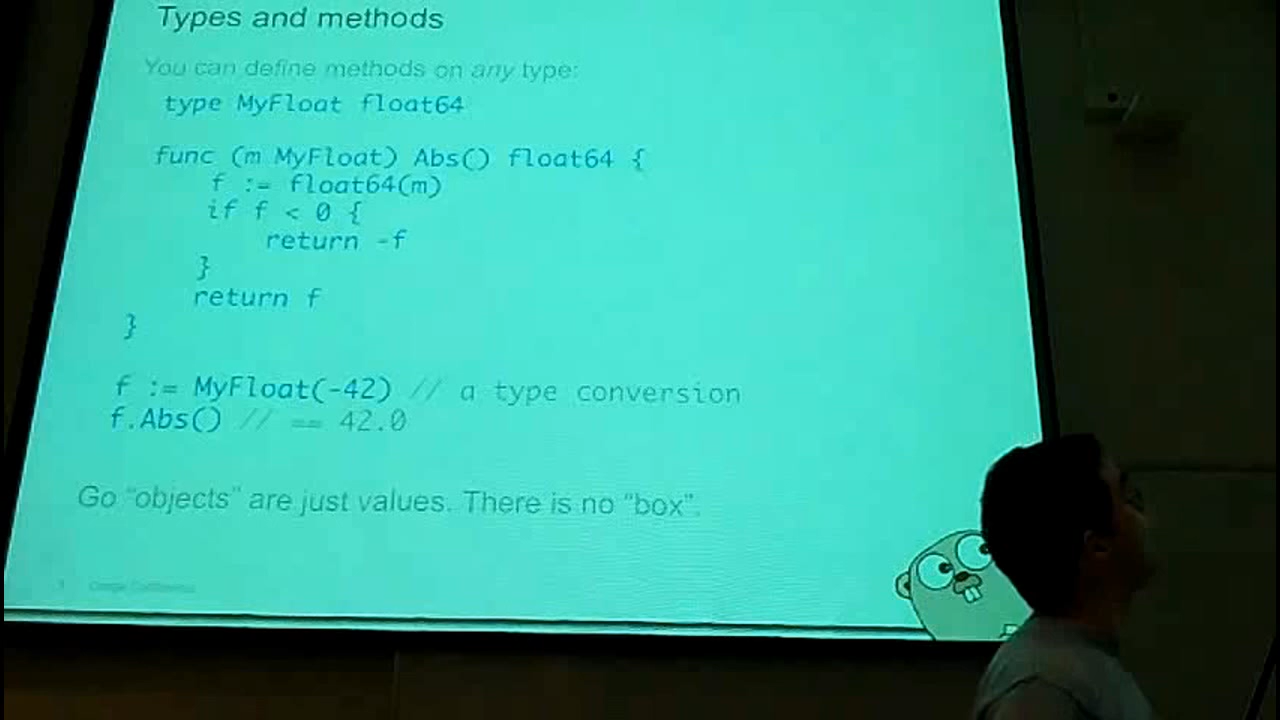 Types and methods
You can define methods on any type:
type MyFloat float64
func (m MyFloat) Abs() float64 {
f := float64(m)
if f < 0 {
return -f
}
return f
}
f := MyFloat(-42) // a type conversion
f.Abs() // == 42.0
Go “objects” are just values. There is no “box”.